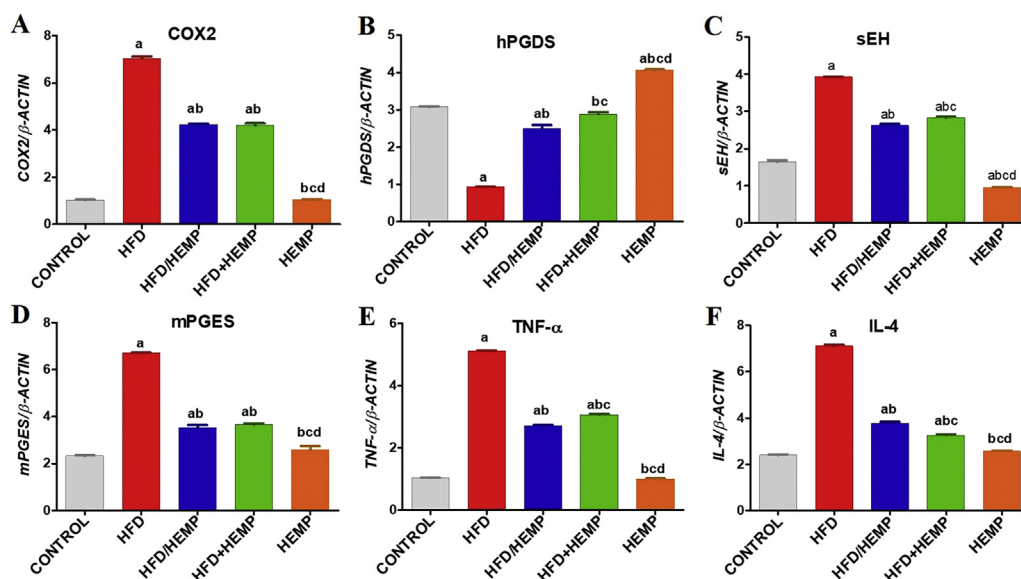 A
COX2
COX2/β-ACTIN
8
6
4
2
0
a
ab
ab
bcd
CONTROL
HFD
HFD/HEMP
HFD+HEMP
HEMP
B
hPGDS
hPGDS/β-ACTIN
5
4
3
2
1
0
a
ab
bc
abcd
CONTROL
HFD
HFD/HEMP
HFD+HEMP
HEMP
C
sEH
sEH/β-ACTIN
5
4
3
2
1
0
a
ab
abc
abcd
CONTROL
HFD
HFD/HEMP
HFD+HEMP
HEMP
D
mPGES
mPGES/β-ACTIN
8
6
4
2
0
a
ab
ab
bcd
CONTROL
HFD
HFD/HEMP
HFD+HEMP
HEMP
E
TNF-α
TNF-α/β-ACTIN
6
4
2
0
a
ab
abc
bcd
CONTROL
HFD
HFD/HEMP
HFD+HEMP
HEMP
F
IL-4
IL-4/β-ACTIN
8
6
4
2
0
a
ab
abc
bcd
CONTROL
HFD
HFD/HEMP
HFD+HEMP
HEMP